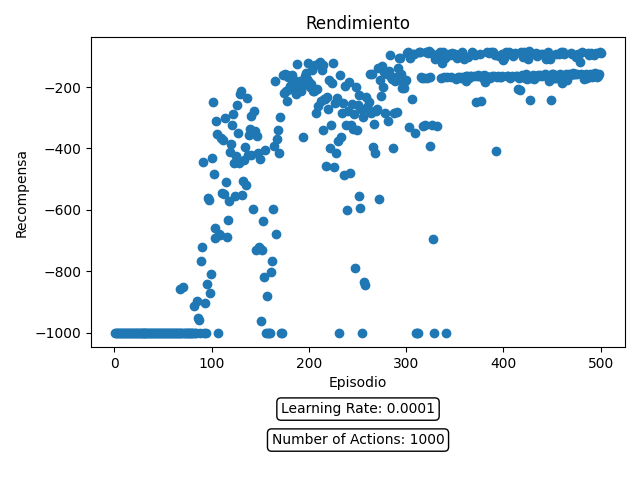 Rendimiento
−200
−400
−600
−800
−1000
Recompensa
0 100 200 300 400 500
Episodio
Learning Rate: 0.0001
Number of Actions: 1000